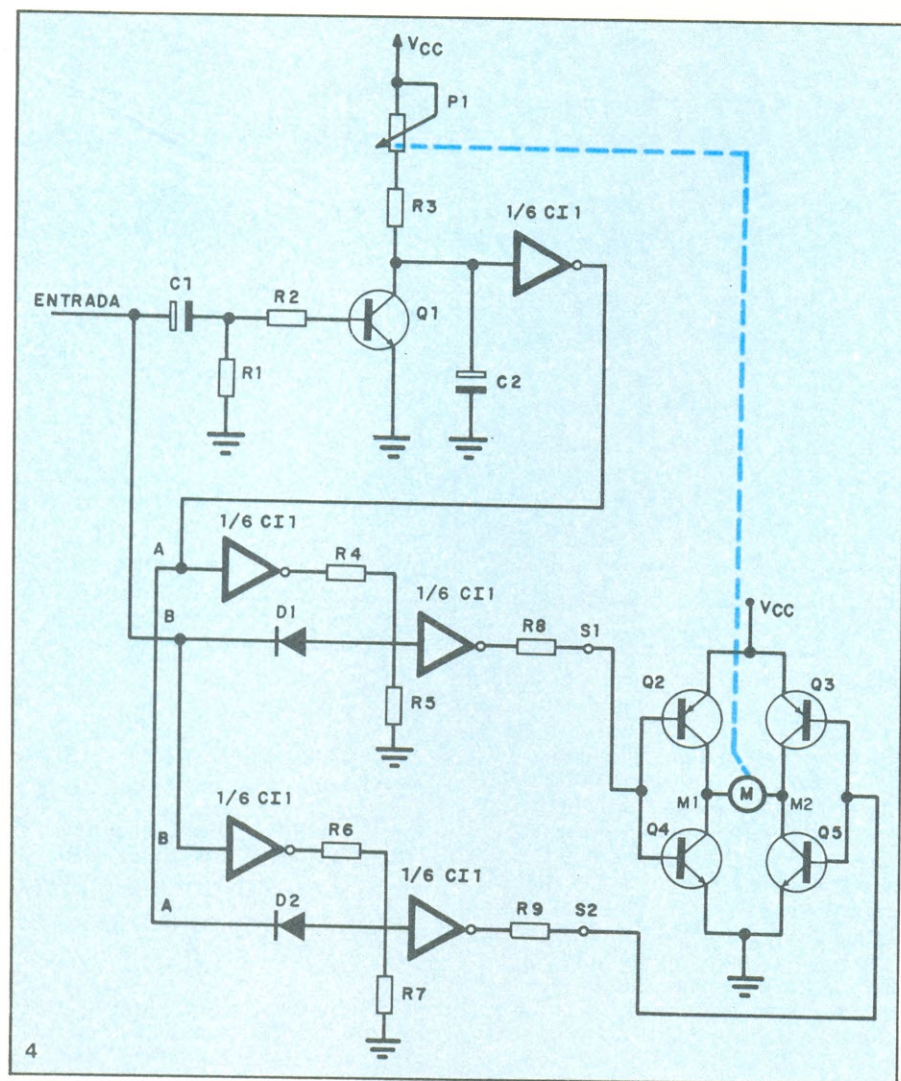 VCC
P1
R3
1/6 CI1
C1
ENTRADA
R2
Q1
R1
C2
1/6 CI1
A
R4
1/6 CI1
B
D1
R8
S1
VCC
Q2
Q3
R5
1/6 CI1
M1
M
M2
B
R6
Q4
Q5
1/6 CI1
D2
A
R9
S2
R7
4